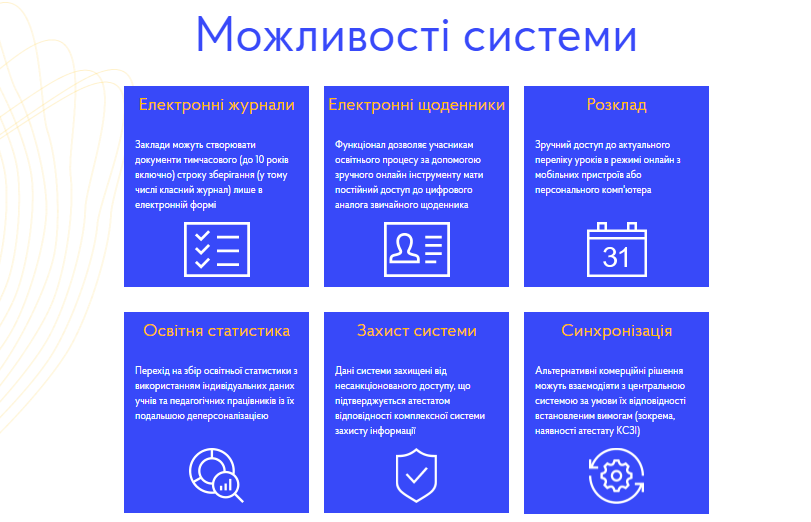 Можливості системи
Електронні журнали
Заклади можуть створювати
документи тимчасового (до 10 років
включно) строку зберігання (у тому
числі класний журнал) лише в
електронній формі
Електронні щоденники
Функціонал дозволяє учасникам
освітнього процесу за допомогою
зручного онлайн інструменту мати
постійний доступ до цифрового
аналога звичайного щоденника
Розклад
Зручний доступ до актуального
переліку уроків в режимі онлайн з
мобільних пристроїв або
персонального комп'ютера
31
Освітня статистика
Перехід на збір освітньої статистики з
використанням індивідуальних даних
учнів та педагогічних працівників із їх
подальшою деперсоналізацією
Захист системи
Дані системи захищені від
несанкціонованого доступу, що
підтверджується атестатом
відповідності комплексної системи
захисту інформації
Синхронізація
Альтернативні комерційні рішення
можуть взаємодіяти з центральною
системою за умови їх відповідності
встановленим вимогам (зокрема,
наявності атестату КСЗІ)